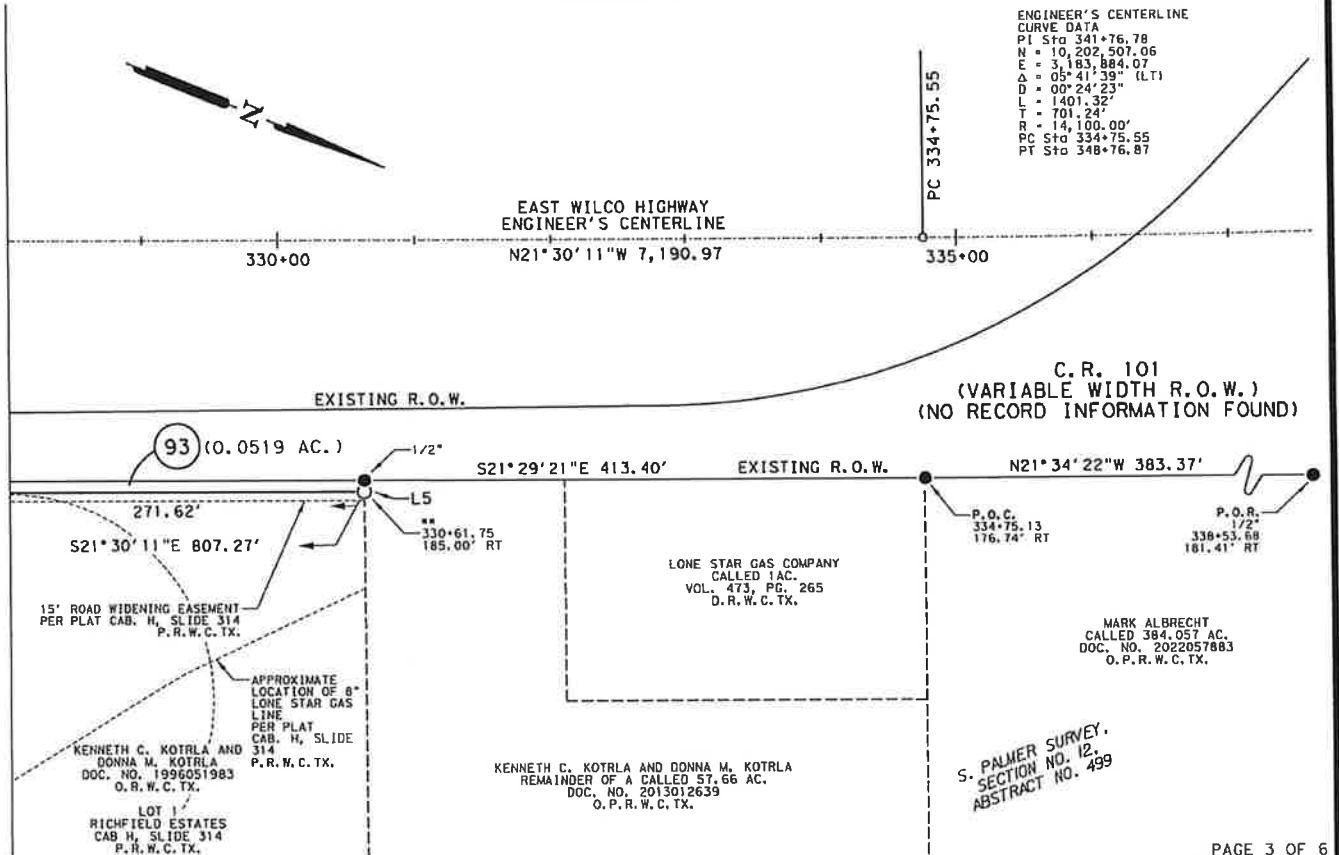 ENGINEER'S CENTERLINE
CURVE DATA
PI Sta 341+76.78
N = 10,202,507.06
E = 3,183,884.07
Δ = 05°41'39" (LT)
D = 00°24'23"
L = 1401.32'
T = 701.24'
R = 14,100.00'
PC Sta 334+75.55
PT Sta 348+76.87
N
PC 334+75.55
EAST WILCO HIGHWAY
ENGINEER'S CENTERLINE
330+00
N21°30'11"W 7,190.97
335+00
C.R. 101
(VARIABLE WIDTH R.O.W.)
(NO RECORD INFORMATION FOUND)
EXISTING R.O.W.
93 (0.0519 AC.)
1/2"
S21°29'21"E 413.40'
EXISTING R.O.W.
N21°34'22"W 383.37'
271.62'
L5
**
330+61.75
185.00' RT
P.O.C.
334+75.13
176.74' RT
P.O.R.
1/2"
338+53.68
181.41' RT
S21°30'11"E 807.27'
15' ROAD WIDENING EASEMENT
PER PLAT CAB. H, SLIDE 314
P.R.W.C.TX.
LONE STAR GAS COMPANY
CALLED 1AC.
VOL. 473, PG. 265
D.R.W.C.TX.
MARK ALBRECHT
CALLED 384.057 AC.
DOC. NO. 2022057883
O.P.R.W.C.TX.
APPROXIMATE
LOCATION OF 8"
LONE STAR GAS
LINE
PER PLAT
CAB. H, SLIDE
314
P.R.W.C.TX.
KENNETH C. KOTRLA AND
DONNA M. KOTRLA
DOC. NO. 1996051983
O.R.W.C.TX.
LOT 1
RICHFIELD ESTATES
CAB H, SLIDE 314
P.R.W.C.TX.
KENNETH C. KOTRLA AND DONNA M. KOTRLA
REMAINDER OF A CALLED 57.66 AC.
DOC. NO. 2013012639
O.P.R.W.C.TX.
S. PALMER SURVEY,
SECTION NO. 12,
ABSTRACT NO. 499
PAGE 3 OF 6